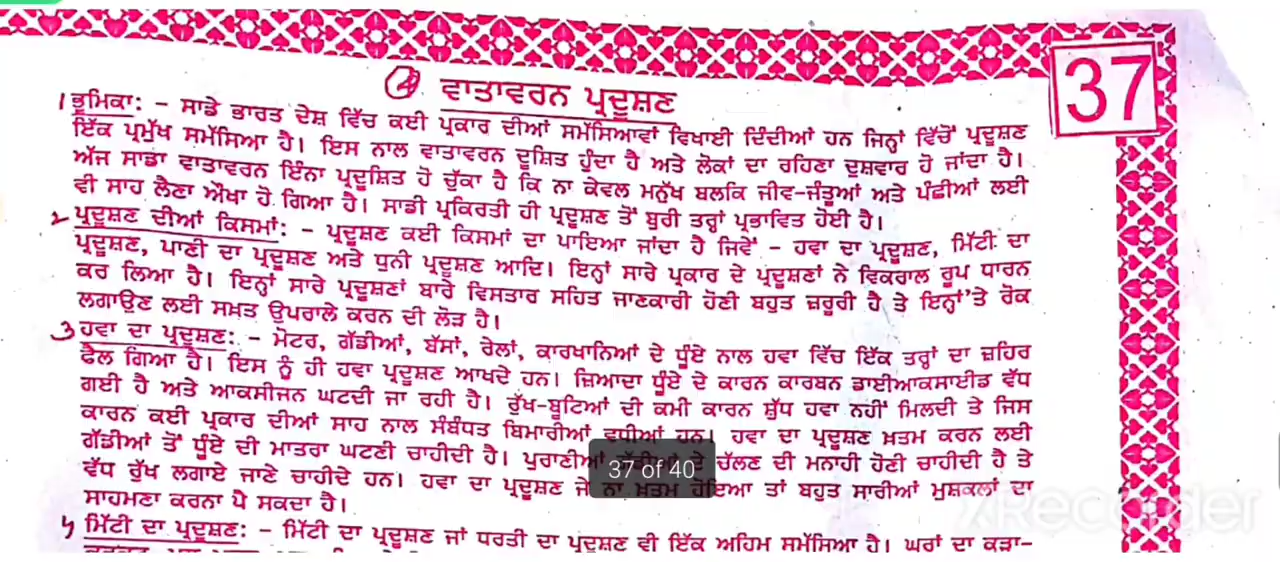 37
2 ਵਾਤਾਵਰਨ ਪ੍ਰਦੂਸ਼ਣ
1 ਭੂਮਿਕਾ: – ਸਾਡੇ ਭਾਰਤ ਦੇਸ਼ ਵਿੱਚ ਕਈ ਪ੍ਰਕਾਰ ਦੀਆਂ ਸਮੱਸਿਆਵਾਂ ਵਿਖਾਈ ਦਿੰਦੀਆਂ ਹਨ ਜਿਨ੍ਹਾਂ ਵਿੱਚੋਂ ਪ੍ਰਦੂਸ਼ਣ
ਇੱਕ ਪ੍ਰਮੁੱਖ ਸਮੱਸਿਆ ਹੈ। ਇਸ ਨਾਲ ਵਾਤਾਵਰਨ ਦੂਸ਼ਿਤ ਹੁੰਦਾ ਹੈ ਅਤੇ ਲੋਕਾਂ ਦਾ ਰਹਿਣਾ ਦੁਸ਼ਵਾਰ ਹੋ ਜਾਂਦਾ ਹੈ।
ਅੱਜ ਸਾਡਾ ਵਾਤਾਵਰਨ ਇੰਨਾ ਪ੍ਰਦੂਸ਼ਿਤ ਹੋ ਚੁੱਕਾ ਹੈ ਕਿ ਨਾ ਕੇਵਲ ਮਨੁੱਖ ਬਲਕਿ ਜੀਵ-ਜੰਤੂਆਂ ਅਤੇ ਪੰਛੀਆਂ ਲਈ
ਵੀ ਸਾਹ ਲੈਣਾ ਔਖਾ ਹੋ ਗਿਆ ਹੈ। ਸਾਡੀ ਪ੍ਰਕਿਰਤੀ ਹੀ ਪ੍ਰਦੂਸ਼ਣ ਤੋਂ ਬੁਰੀ ਤਰ੍ਹਾਂ ਪ੍ਰਭਾਵਿਤ ਹੋਈ ਹੈ।
2 ਪ੍ਰਦੂਸ਼ਣ ਦੀਆਂ ਕਿਸਮਾਂ: – ਪ੍ਰਦੂਸ਼ਣ ਕਈ ਕਿਸਮਾਂ ਦਾ ਪਾਇਆ ਜਾਂਦਾ ਹੈ ਜਿਵੇਂ – ਹਵਾ ਦਾ ਪ੍ਰਦੂਸ਼ਣ, ਮਿੱਟੀ ਦਾ
ਪ੍ਰਦੂਸ਼ਣ, ਪਾਣੀ ਦਾ ਪ੍ਰਦੂਸ਼ਣ ਅਤੇ ਧੁਨੀ ਪ੍ਰਦੂਸ਼ਣ ਆਦਿ। ਇਨ੍ਹਾਂ ਸਾਰੇ ਪ੍ਰਕਾਰ ਦੇ ਪ੍ਰਦੂਸ਼ਣਾਂ ਨੇ ਵਿਕਰਾਲ ਰੂਪ ਧਾਰਨ
ਕਰ ਲਿਆ ਹੈ। ਇਨ੍ਹਾਂ ਸਾਰੇ ਪ੍ਰਦੂਸ਼ਣਾਂ ਬਾਰੇ ਵਿਸਤਾਰ ਸਹਿਤ ਜਾਣਕਾਰੀ ਹੋਣੀ ਬਹੁਤ ਜ਼ਰੂਰੀ ਹੈ ਤੇ ਇਨ੍ਹਾਂ'ਤੇ ਰੋਕ
ਲਗਾਉਣ ਲਈ ਸਖ਼ਤ ਉਪਰਾਲੇ ਕਰਨ ਦੀ ਲੋੜ ਹੈ।
3 ਹਵਾ ਦਾ ਪ੍ਰਦੂਸ਼ਣ: – ਮੋਟਰ, ਗੱਡੀਆਂ, ਬੱਸਾਂ, ਰੇਲਾਂ, ਕਾਰਖਾਨਿਆਂ ਦੇ ਧੂੰਏ ਨਾਲ ਹਵਾ ਵਿੱਚ ਇੱਕ ਤਰ੍ਹਾਂ ਦਾ ਜ਼ਹਿਰ
ਫੈਲ ਗਿਆ ਹੈ। ਇਸ ਨੂੰ ਹੀ ਹਵਾ ਪ੍ਰਦੂਸ਼ਣ ਆਖਦੇ ਹਨ। ਜ਼ਿਆਦਾ ਧੂੰਏ ਦੇ ਕਾਰਨ ਕਾਰਬਨ ਡਾਈਆਕਸਾਈਡ ਵੱਧ
ਗਈ ਹੈ ਅਤੇ ਆਕਸੀਜਨ ਘਟਦੀ ਜਾ ਰਹੀ ਹੈ। ਰੁੱਖ-ਬੂਟਿਆਂ ਦੀ ਕਮੀ ਕਾਰਨ ਸ਼ੁੱਧ ਹਵਾ ਨਹੀਂ ਮਿਲਦੀ ਤੇ ਜਿਸ
ਕਾਰਨ ਕਈ ਪ੍ਰਕਾਰ ਦੀਆਂ ਸਾਹ ਨਾਲ ਸੰਬੰਧਤ ਬਿਮਾਰੀਆਂ ਵਧੀਆਂ ਹਨ। ਹਵਾ ਦਾ ਪ੍ਰਦੂਸ਼ਣ ਖ਼ਤਮ ਕਰਨ ਲਈ
ਗੱਡੀਆਂ ਤੋਂ ਧੂੰਏ ਦੀ ਮਾਤਰਾ ਘਟਣੀ ਚਾਹੀਦੀ ਹੈ। ਪੁਰਾਣੀਆਂ ਚੱਲਣ ਦੀ ਮਨਾਹੀ ਹੋਣੀ ਚਾਹੀਦੀ ਹੈ ਤੇ
ਵੱਧ ਰੁੱਖ ਲਗਾਏ ਜਾਣੇ ਚਾਹੀਦੇ ਹਨ। ਹਵਾ ਦਾ ਪ੍ਰਦੂਸ਼ਣ ਜੇ ਨਾ ਖ਼ਤਮ ਹੋਇਆ ਤਾਂ ਬਹੁਤ ਸਾਰੀਆਂ ਮੁਸ਼ਕਲਾਂ ਦਾ
ਸਾਹਮਣਾ ਕਰਨਾ ਪੈ ਸਕਦਾ ਹੈ।
37 of 40
XRecorder
ਮਿੱਟੀ ਦਾ ਪ੍ਰਦੂਸ਼ਣ: – ਮਿੱਟੀ ਦਾ ਪ੍ਰਦੂਸ਼ਣ ਜਾਂ ਧਰਤੀ ਦਾ ਪ੍ਰਦੂਸ਼ਣ ਵੀ ਇੱਕ ਅਹਿਮ ਸਮੱਸਿਆ ਹੈ। ਘਰਾਂ ਦਾ ਕੜਾ-